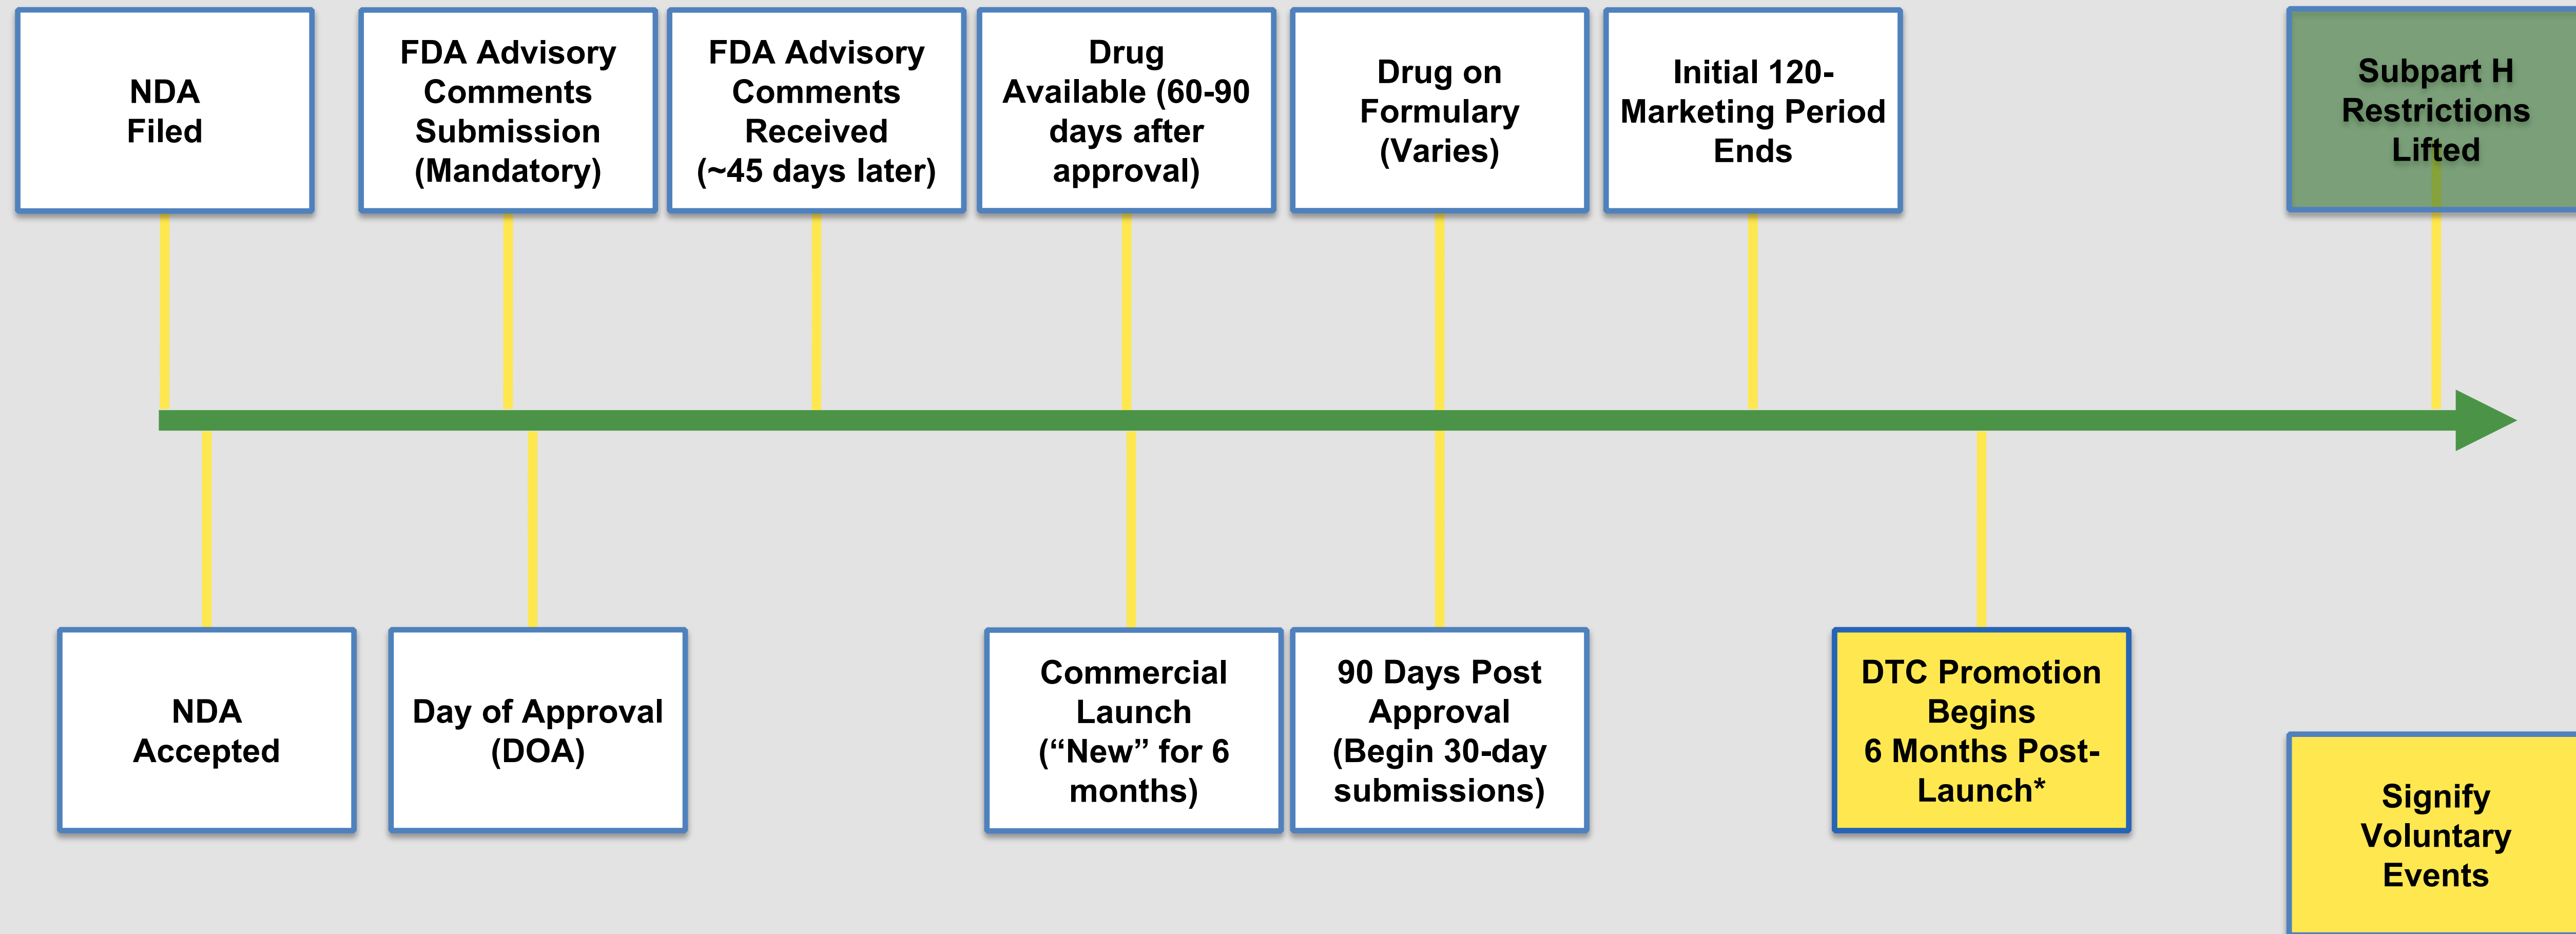 NDA
Filed
FDA Advisory
Comments
Submission
(Mandatory)
FDA Advisory
Comments
Received
(~45 days later)
Drug
Available (60-90
days after
approval)
Drug on
Formulary
(Varies)
Initial 120-
Marketing Period
Ends
Subpart H
Restrictions
Lifted
NDA
Accepted
Day of Approval
(DOA)
Commercial
Launch
(“New” for 6
months)
90 Days Post
Approval
(Begin 30-day
submissions)
DTC Promotion
Begins
6 Months Post-
Launch*
Signify
Voluntary
Events